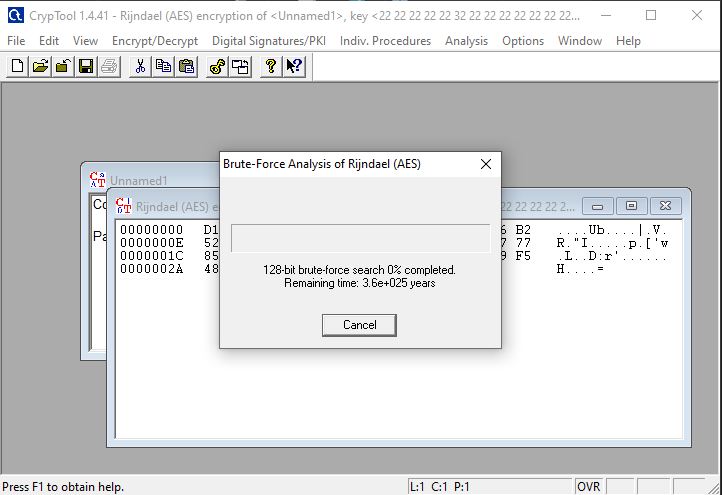 CrypTool 1.4.41 - Rijndael (AES) encryption of <Unnamed1>, key <22 22 22 22 22 32 22 22 22 22 22 22 22...
File Edit View Encrypt/Decrypt Digital Signatures/PKI Indiv. Procedures Analysis Options Window Help
Unnamed1
Rijndael (AES) e 22 22 22 22 22 2...
Co
Pa
Brute-Force Analysis of Rijndael (AES)
00000000 D1 6 B2 ....Ub....|.V.
0000000E 52 7 77 R."I.....p.['w
0000001C 85 9 F5 .L..D:r'......
0000002A 48 H....=
128-bit brute-force search 0% completed.
Remaining time: 3.6e+025 years
Cancel
Press F1 to obtain help. L:1 C:1 P:1 OVR